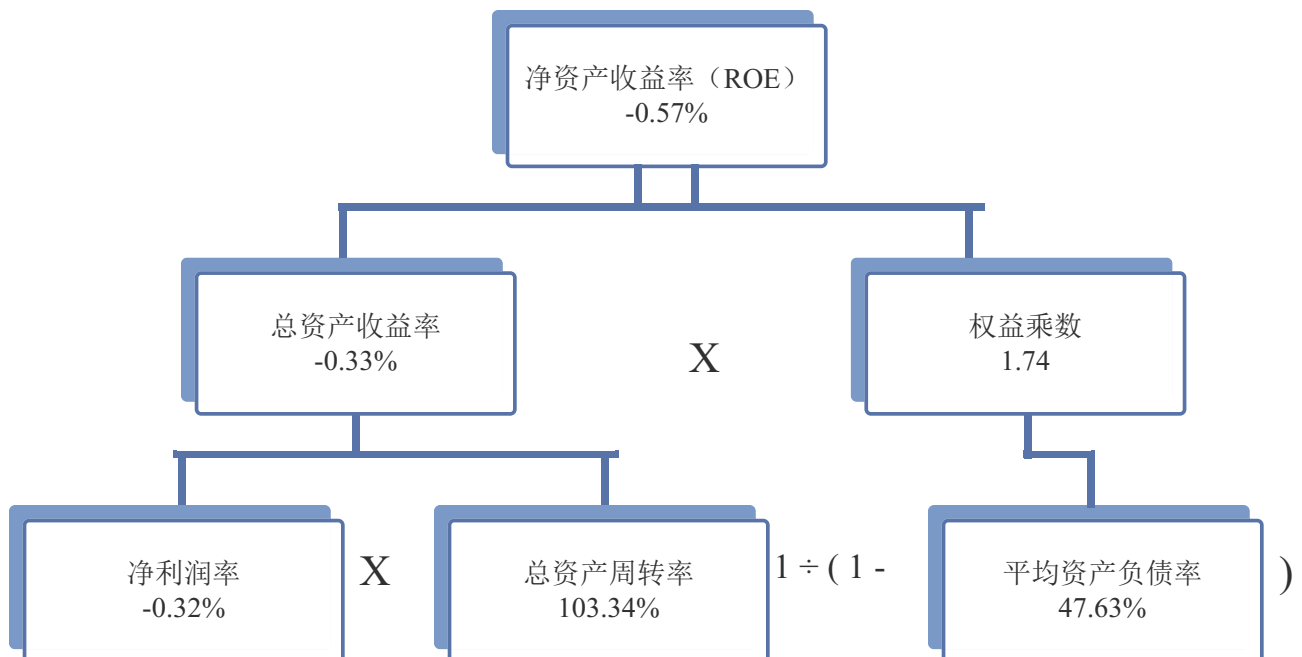 净资产收益率（ROE）
-0.57%
总资产收益率
-0.33%
X
权益乘数
1.74
净利润率
-0.32%
X
总资产周转率
103.34%
1 ÷ ( 1 -
平均资产负债率
47.63%
)